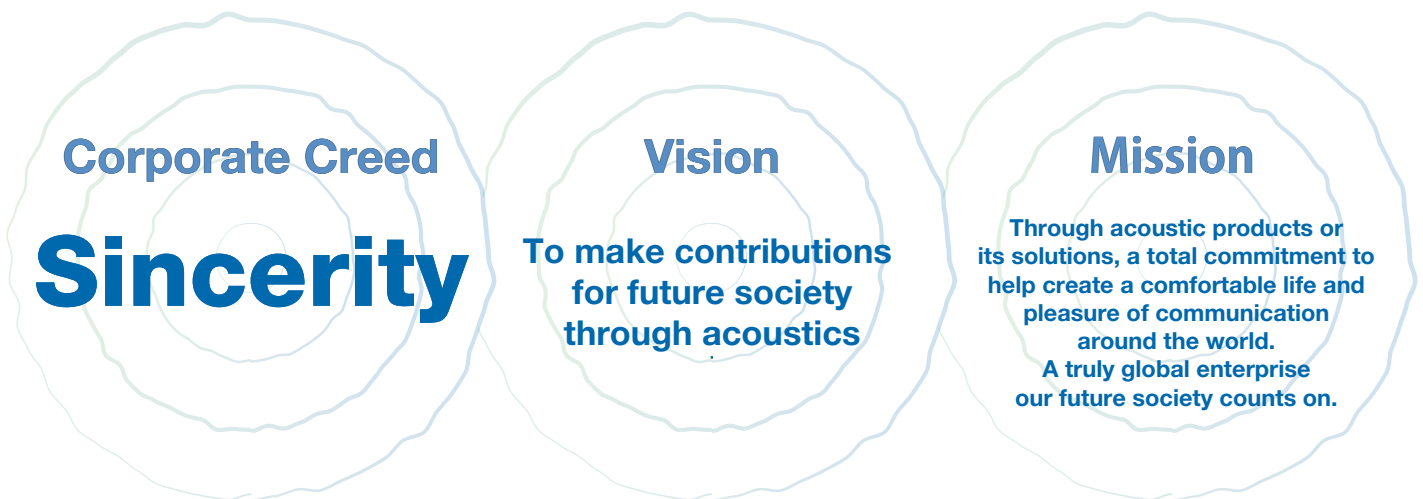 Corporate Creed
Sincerity
Vision
To make contributions
for future society
through acoustics
.
Mission
Through acoustic products or
its solutions, a total commitment to
help create a comfortable life and
pleasure of communication
around the world.
A truly global enterprise
our future society counts on.